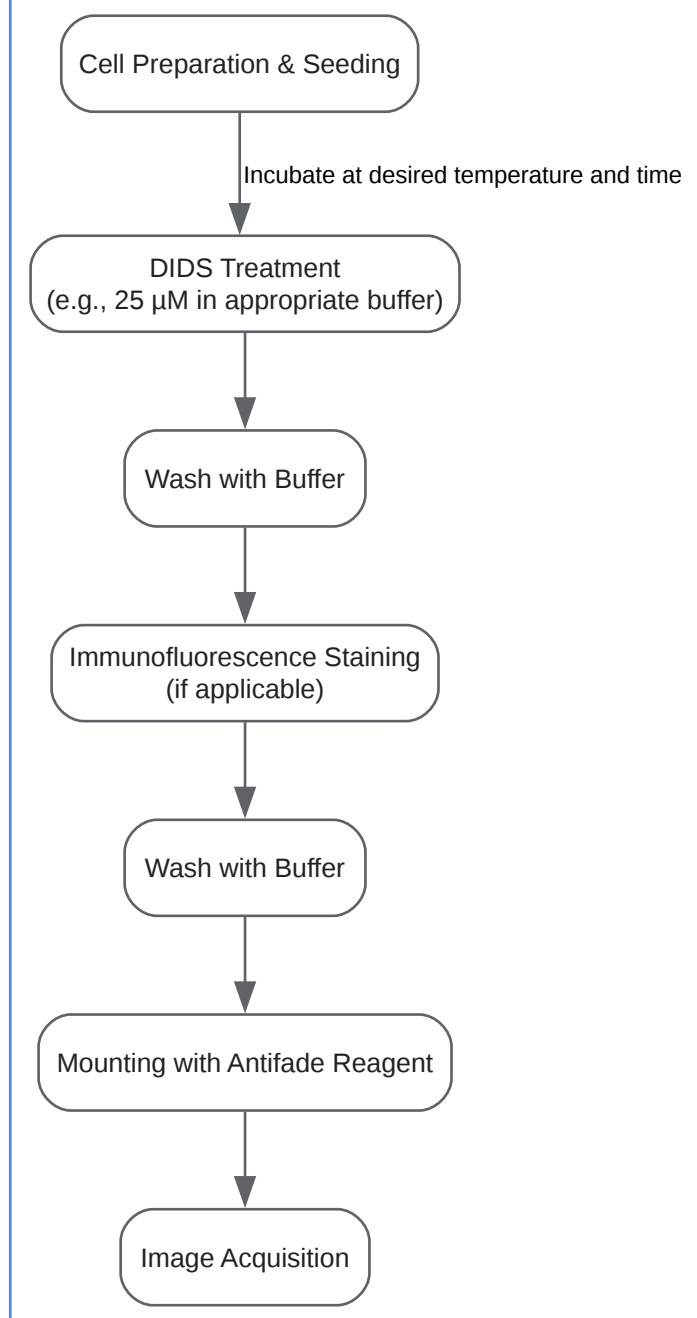 Cell Preparation & Seeding
Incubate at desired temperature and time
DIDS Treatment
(e.g., 25 µM in appropriate buffer)
Wash with Buffer
Immunofluorescence Staining
(if applicable)
Wash with Buffer
Mounting with Antifade Reagent
Image Acquisition